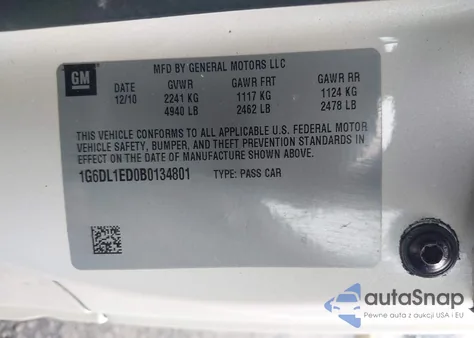 GM
MFD BY GENERAL MOTORS LLC
DATE GVWR GAWR FRT GAWR RR
12/10 2241 KG 1117 KG 1124 KG
4940 LB 2462 LB 2478 LB
THIS VEHICLE CONFORMS TO ALL APPLICABLE U.S. FEDERAL MOTOR
VEHICLE SAFETY, BUMPER, AND THEFT PREVENTION STANDARDS IN
EFFECT ON THE DATE OF MANUFACTURE SHOWN ABOVE.
1G6DL1ED0B0134801 TYPE: PASS CAR
autoSnap
Pewne auta z aukcji USA i EU